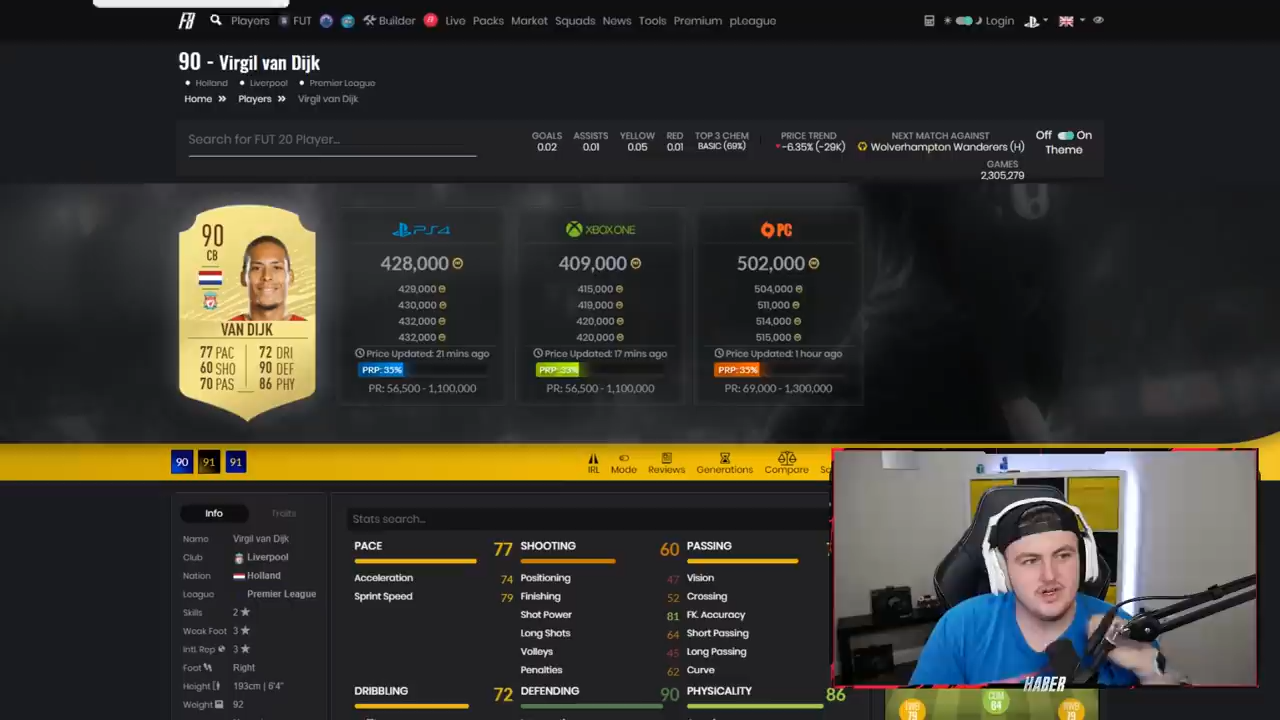 FB Players FUT Builder Live Packs Market Squads News Tools Premium pLeague Login
90 - Virgil van Dijk
Holland Liverpool Premier League
Home Players Virgil van Dijk
Search for FUT 20 Player...
GOALS ASSISTS YELLOW RED TOP 3 CHEM PRICE TREND NEXT MATCH AGAINST Off On
0.02 0.01 0.05 0.01 BASIC (69%) -6.35% (-29K) Wolverhampton Wanderers (H) Theme
GAMES
2,305,279
90
CB
VAN DIJK
77 PAC 72 DRI
60 SHO 90 DEF
70 PAS 86 PHY
PS4
428,000
429,000
430,000
432,000
432,000
Price Updated: 21 mins ago
PRP: 35%
PR: 56,500 - 1,100,000
XBOX ONE
409,000
415,000
419,000
420,000
420,000
Price Updated: 17 mins ago
PRP: 33%
PR: 56,500 - 1,100,000
PC
502,000
504,000
511,000
514,000
515,000
Price Updated: 1 hour ago
PRP: 35%
PR: 69,000 - 1,300,000
90 91 91
IRL Mode Reviews Generations Compare
Info Traits
Name Virgil van Dijk
Club Liverpool
Nation Holland
League Premier League
Skills 2
Weak Foot 3
Intl. Rep 3
Foot Right
Height 193cm | 6'4"
Weight 92
Stats search...
PACE 77
Acceleration 74
Sprint Speed 79
SHOOTING 60
Positioning 47
Finishing 52
Shot Power 81
Long Shots 64
Volleys 45
Penalties 62
PASSING
Vision
Crossing
FK. Accuracy
Short Passing
Long Passing
Curve
DRIBBLING 72
DEFENDING 90
PHYSICALITY 86
HABER
CDM
64
79
79